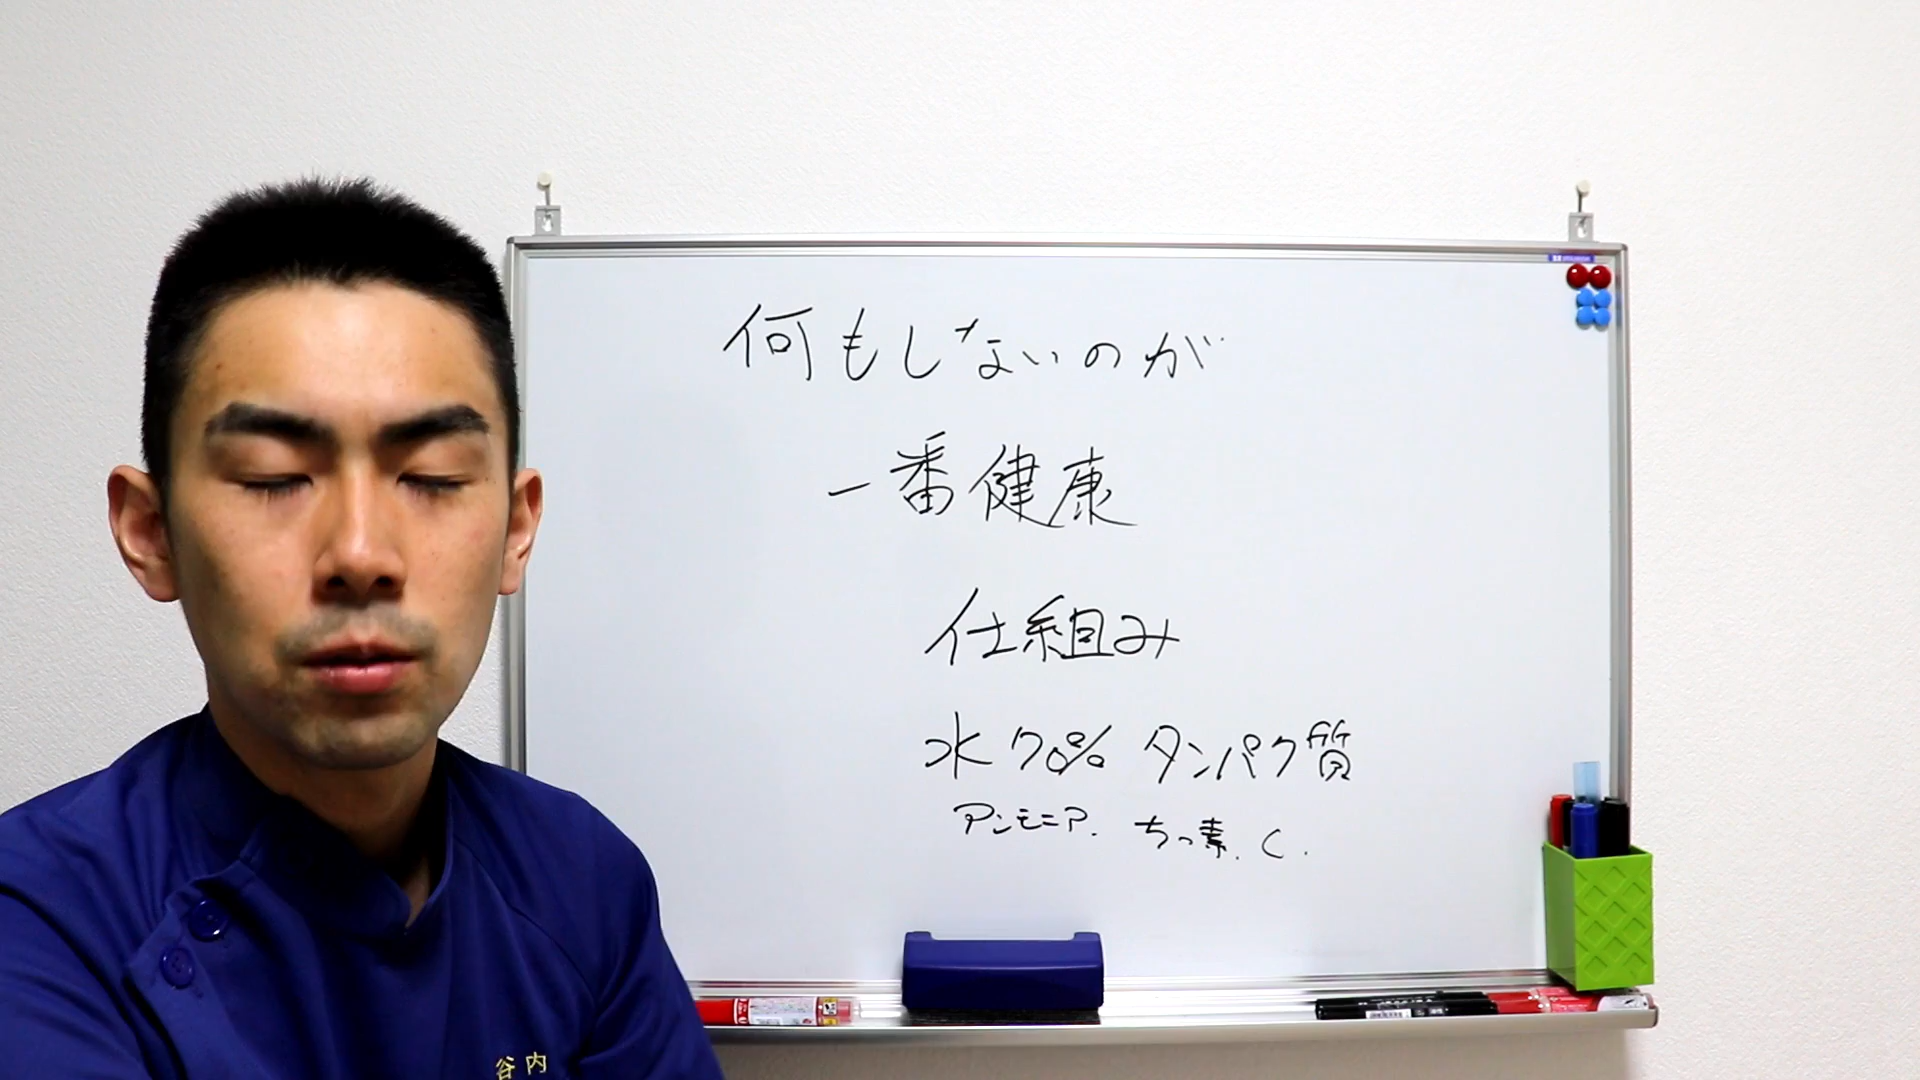 何もしないのが
一番健康
仕組み
水70% タンパク質
アンモニア. ちっ素. C.
谷内